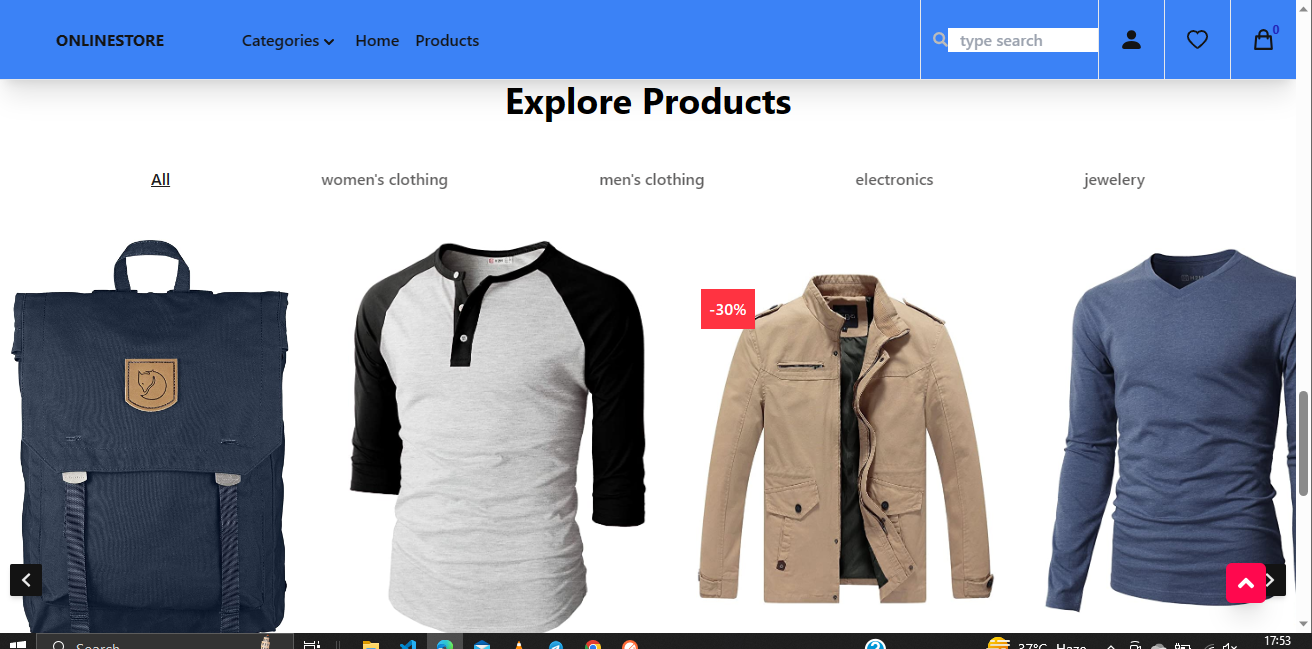 ONLINESTORE
Categories
Home
Products
type search
0
Explore Products
All
women's clothing
men's clothing
electronics
jewelery
-30%
Search
37°C Haze
17:53